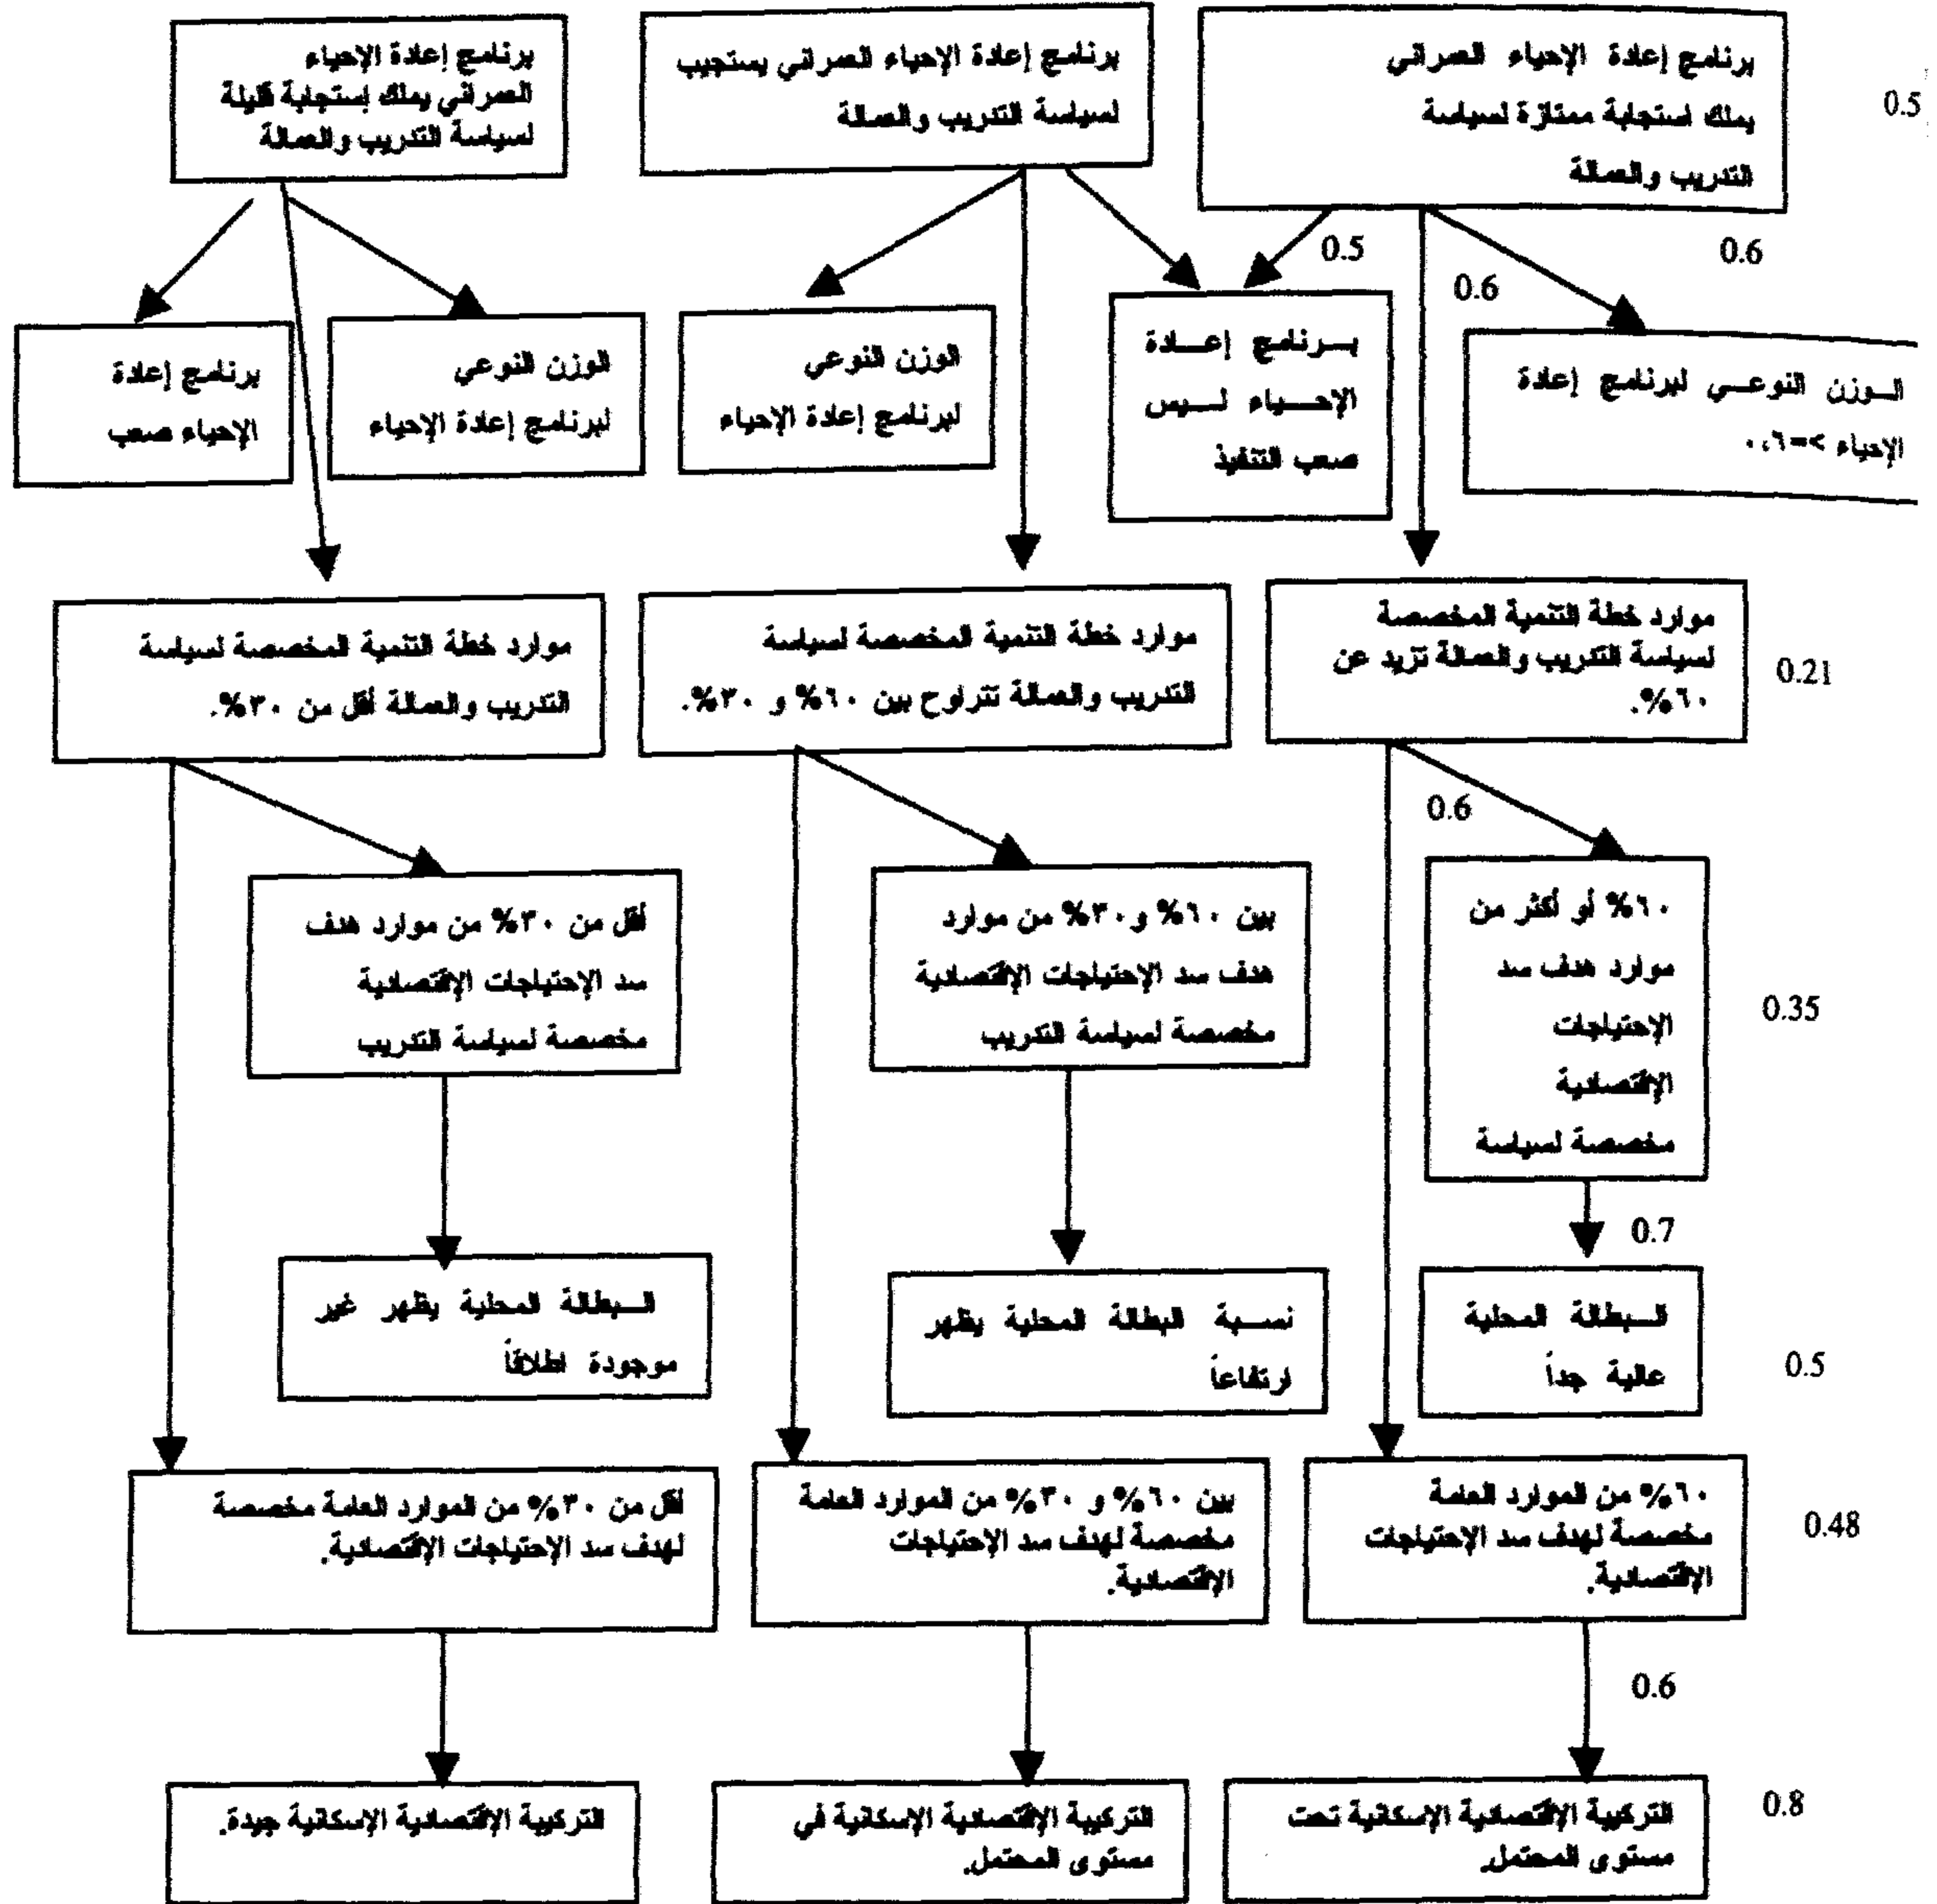 برنامج إعادة الإحياء العمراني
يملك استجابة ممتازة لسياسة
التدريب والعمالة
0.5
برنامج إعادة الإحياء العمراني يستجيب
لسياسة التدريب والعمالة
برنامج إعادة الإحياء
العمراني يملك إستجابة قليلة
لسياسة التدريب والعمالة
0.6
0.6
0.5
الوزن النوعي لبرنامج إعادة
الإحياء >=٠,٦
برنامج إعادة
الإحياء ليس
صعب التنفيذ
الوزن النوعي
لبرنامج إعادة الإحياء
الوزن النوعي
لبرنامج إعادة الإحياء
برنامج إعادة
الإحياء صعب
موارد خطة التنمية المخصصة
لسياسة التدريب والعمالة تزيد عن
٦٠%.
0.21
موارد خطة التنمية المخصصة لسياسة
التدريب والعمالة تتراوح بين ٦٠% و ٣٠%.
موارد خطة التنمية المخصصة لسياسة
التدريب والعمالة أقل من ٣٠%.
0.6
٦٠% أو أكثر من
موارد هدف سد
الإحتياجات
الإقتصادية
مخصصة لسياسة
0.35
بين ٦٠% و٣٠% من موارد
هدف سد الإحتياجات الإقتصادية
مخصصة لسياسة التدريب
أقل من ٣٠% من موارد هدف
سد الإحتياجات الإقتصادية
مخصصة لسياسة التدريب
0.7
البطالة المحلية
عالية جداً
0.5
نسبة البطالة المحلية يظهر
ارتفاعاً
البطالة المحلية يظهر غير
موجودة اطلاقاً
٦٠% من الموارد العامة
مخصصة لهدف سد الإحتياجات
الإقتصادية.
0.48
بين ٦٠% و ٣٠% من الموارد العامة
مخصصة لهدف سد الإحتياجات
الإقتصادية.
أقل من ٣٠% من الموارد العامة مخصصة
لهدف سد الإحتياجات الإقتصادية.
0.6
التركيبة الإقتصادية الإسكانية تحت
مستوى المحتمل.
0.8
التركيبة الإقتصادية الإسكانية في
مستوى المحتمل.
التركيبة الإقتصادية الإسكانية جيدة.